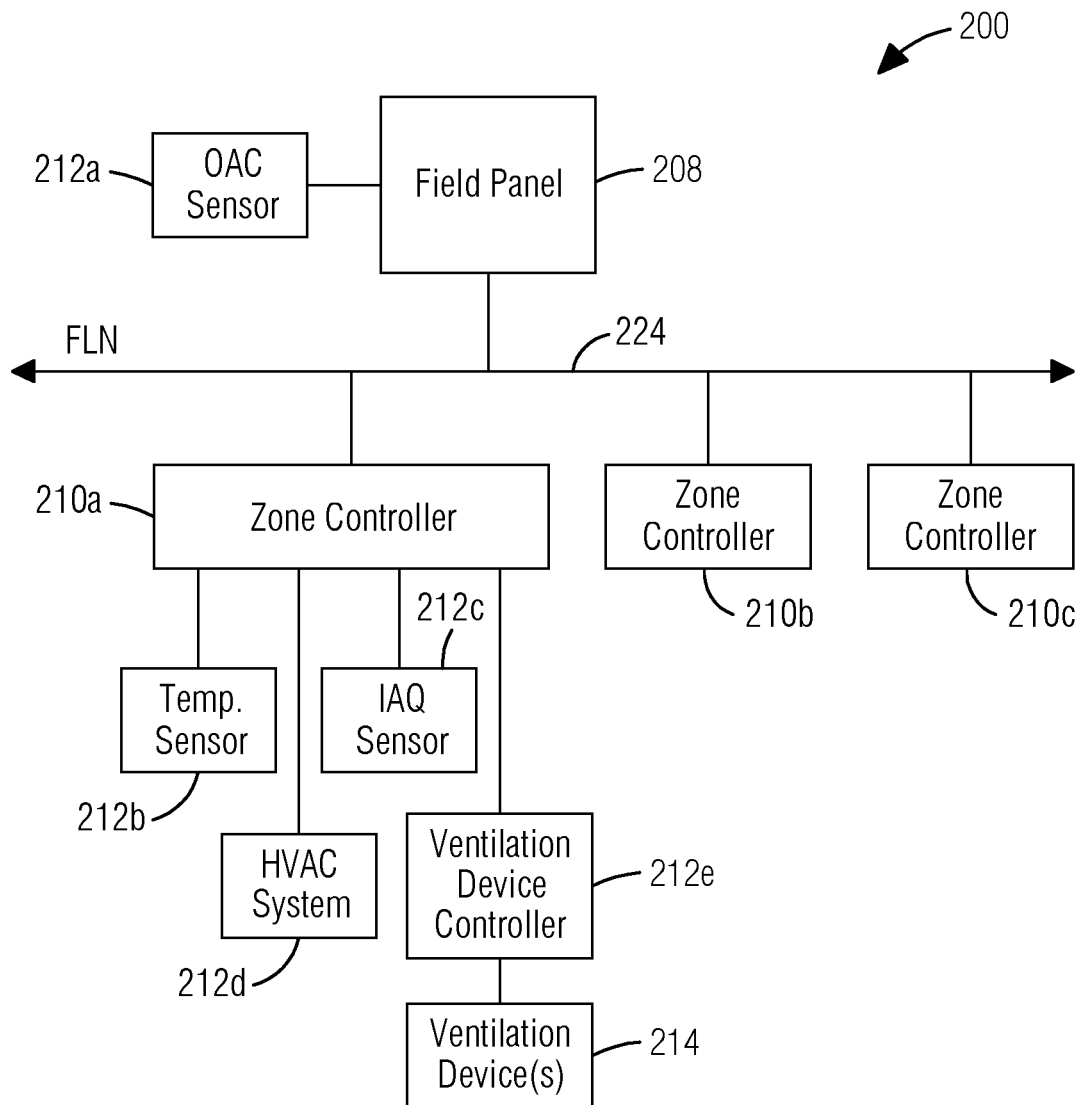 200
OAC
Sensor
212a
Field Panel
208
FLN
224
210a
Zone Controller
Zone
Controller
210b
Zone
Controller
210c
212c
Temp.
Sensor
212b
IAQ
Sensor
HVAC
System
212d
Ventilation
Device
Controller
212e
Ventilation
Device(s)
214